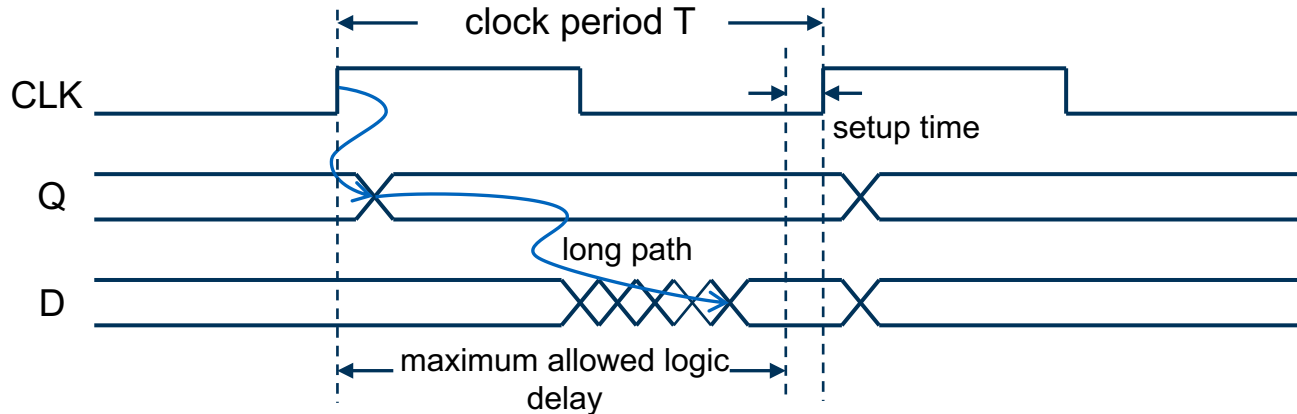 clock period T
CLK
setup time
Q
long path
D
maximum allowed logic
delay